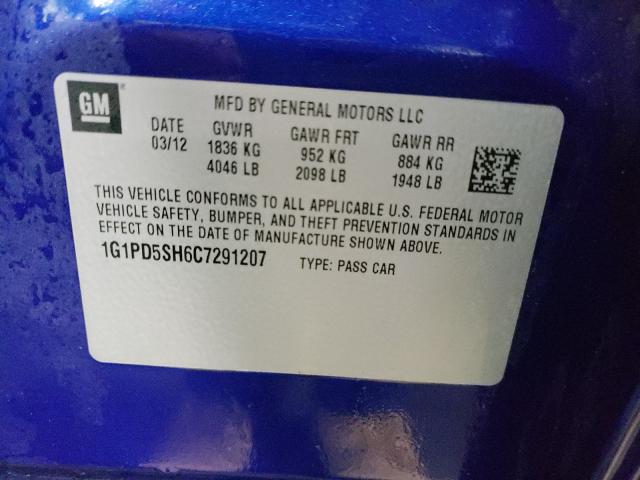 GM
MFD BY GENERAL MOTORS LLC
DATE GVWR GAWR FRT GAWR RR
03/12 1836 KG 952 KG 884 KG
4046 LB 2098 LB 1948 LB
THIS VEHICLE CONFORMS TO ALL APPLICABLE U.S. FEDERAL MOTOR
VEHICLE SAFETY, BUMPER, AND THEFT PREVENTION STANDARDS IN
EFFECT ON THE DATE OF MANUFACTURE SHOWN ABOVE.
1G1PD5SH6C7291207 TYPE: PASS CAR